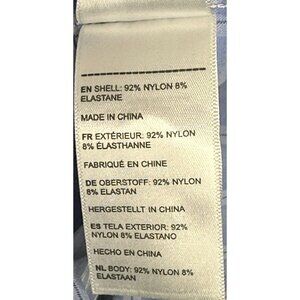 EN SHELL: 92% NYLON 8%
ELASTANE
MADE IN CHINA
FR EXTÉRIEUR: 92% NYLON
8% ÉLASTHANNE
FABRIQUÉ EN CHINE
DE OBERSTOFF: 92% NYLON
8% ELASTAN
HERGESTELLT IN CHINA
ES TELA EXTERIOR: 92%
NYLON 8% ELASTANO
HECHO EN CHINA
NL BODY: 92% NYLON 8%
ELASTAAN